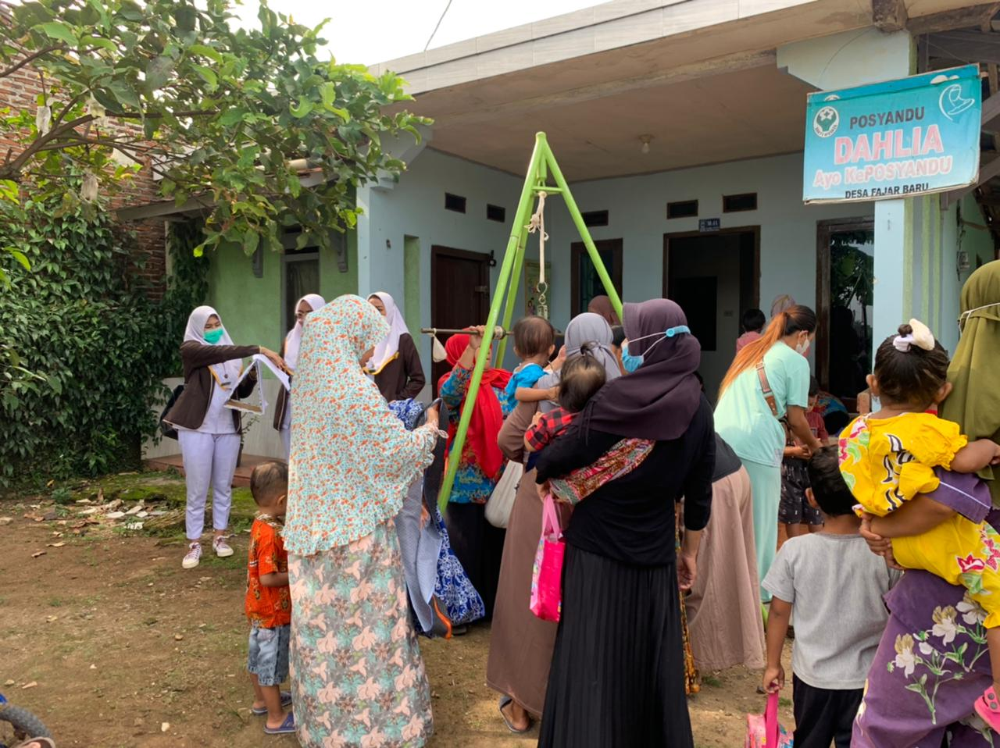 POSYANDU
DAHLIA
Ayo KePOSYANDU
DESA FAJAR BARU